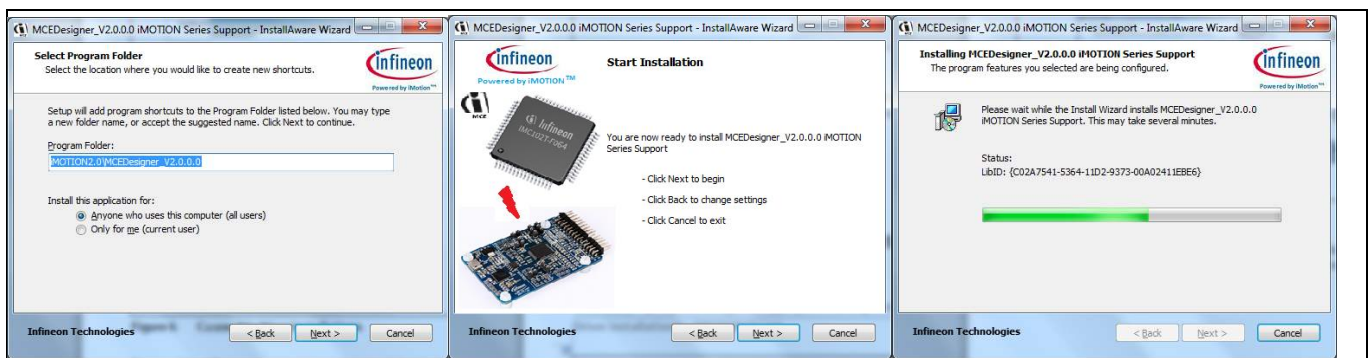 MCEDesigner_V2.0.0.0 iMOTION Series Support - InstallAware Wizard
Select Program Folder
Select the location where you would like to create new shortcuts.
infineon
Powered by iMotion™
Setup will add program shortcuts to the Program Folder listed below. You may type
a new folder name, or accept the suggested name. Click Next to continue.
Program Folder:
iMOTION2.0\MCEDesigner_V2.0.0.0
Install this application for:
Anyone who uses this computer (all users)
Only for me (current user)
Infineon Technologies
< Back
Next >
Cancel
MCEDesigner_V2.0.0.0 iMOTION Series Support - InstallAware Wizard
infineon
Powered by iMOTION™
MCE
Infineon
IMC102T-F064
Start Installation
You are now ready to install MCEDesigner_V2.0.0.0 iMOTION
Series Support
- Click Next to begin
- Click Back to change settings
- Click Cancel to exit
Infineon Technologies
< Back
Next >
Cancel
MCEDesigner_V2.0.0.0 iMOTION Series Support - InstallAware Wizard
Installing MCEDesigner_V2.0.0.0 iMOTION Series Support
The program features you selected are being configured.
infineon
Powered by iMotion™
Please wait while the Install Wizard installs MCEDesigner_V2.0.0.0
iMOTION Series Support. This may take several minutes.
Status:
LibID: {C02A7541-5364-11D2-9373-00A02411EBE6}
Infineon Technologies
< Back
Next >
Cancel